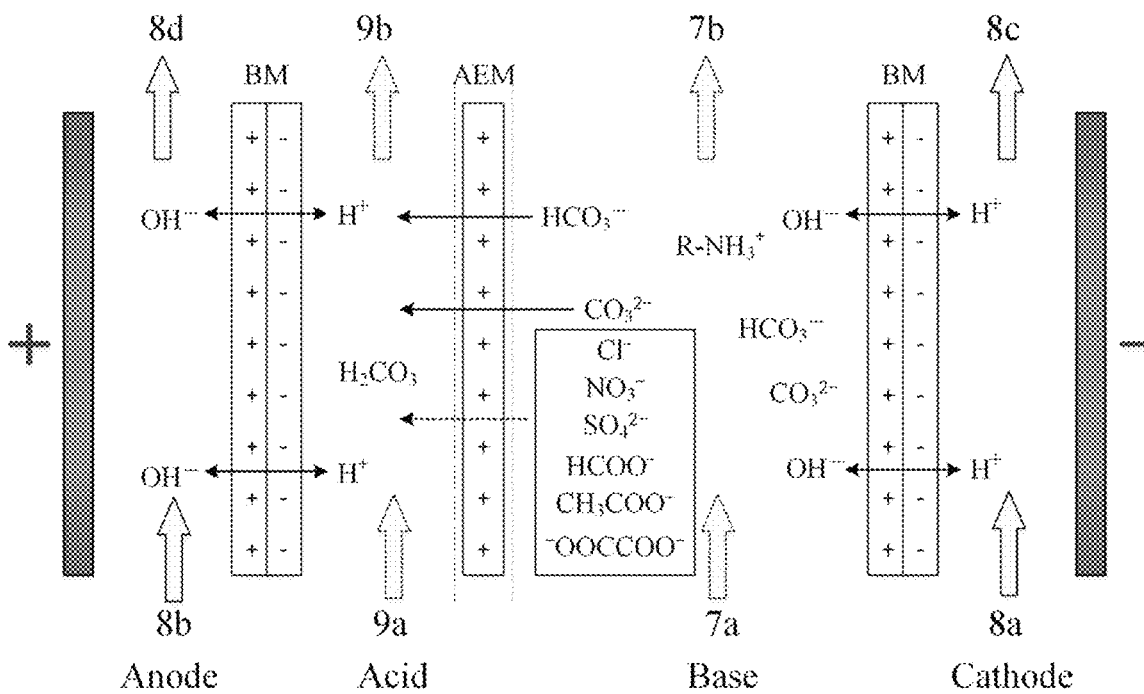 8d 9b 7b 8c
BM AEM BM
+ - + + -
+ - + + -
OH⁻ H⁺ HCO₃⁻ OH⁻ H⁺
R-NH₃⁺
+ - + + -
+ - + + -
CO₃²⁻
HCO₃⁻
+ + - + + - -
Cl⁻
H₂CO₃
NO₃⁻ CO₃²⁻
+ - + + -
SO₄²⁻
+ - + + -
HCOO⁻
OH⁻ H⁺ OH⁻ H⁺
CH₃COO⁻
+ - + + -
⁻OOCCOO⁻
+ - + + -
8b 9a 7a 8a
Anode Acid Base Cathode